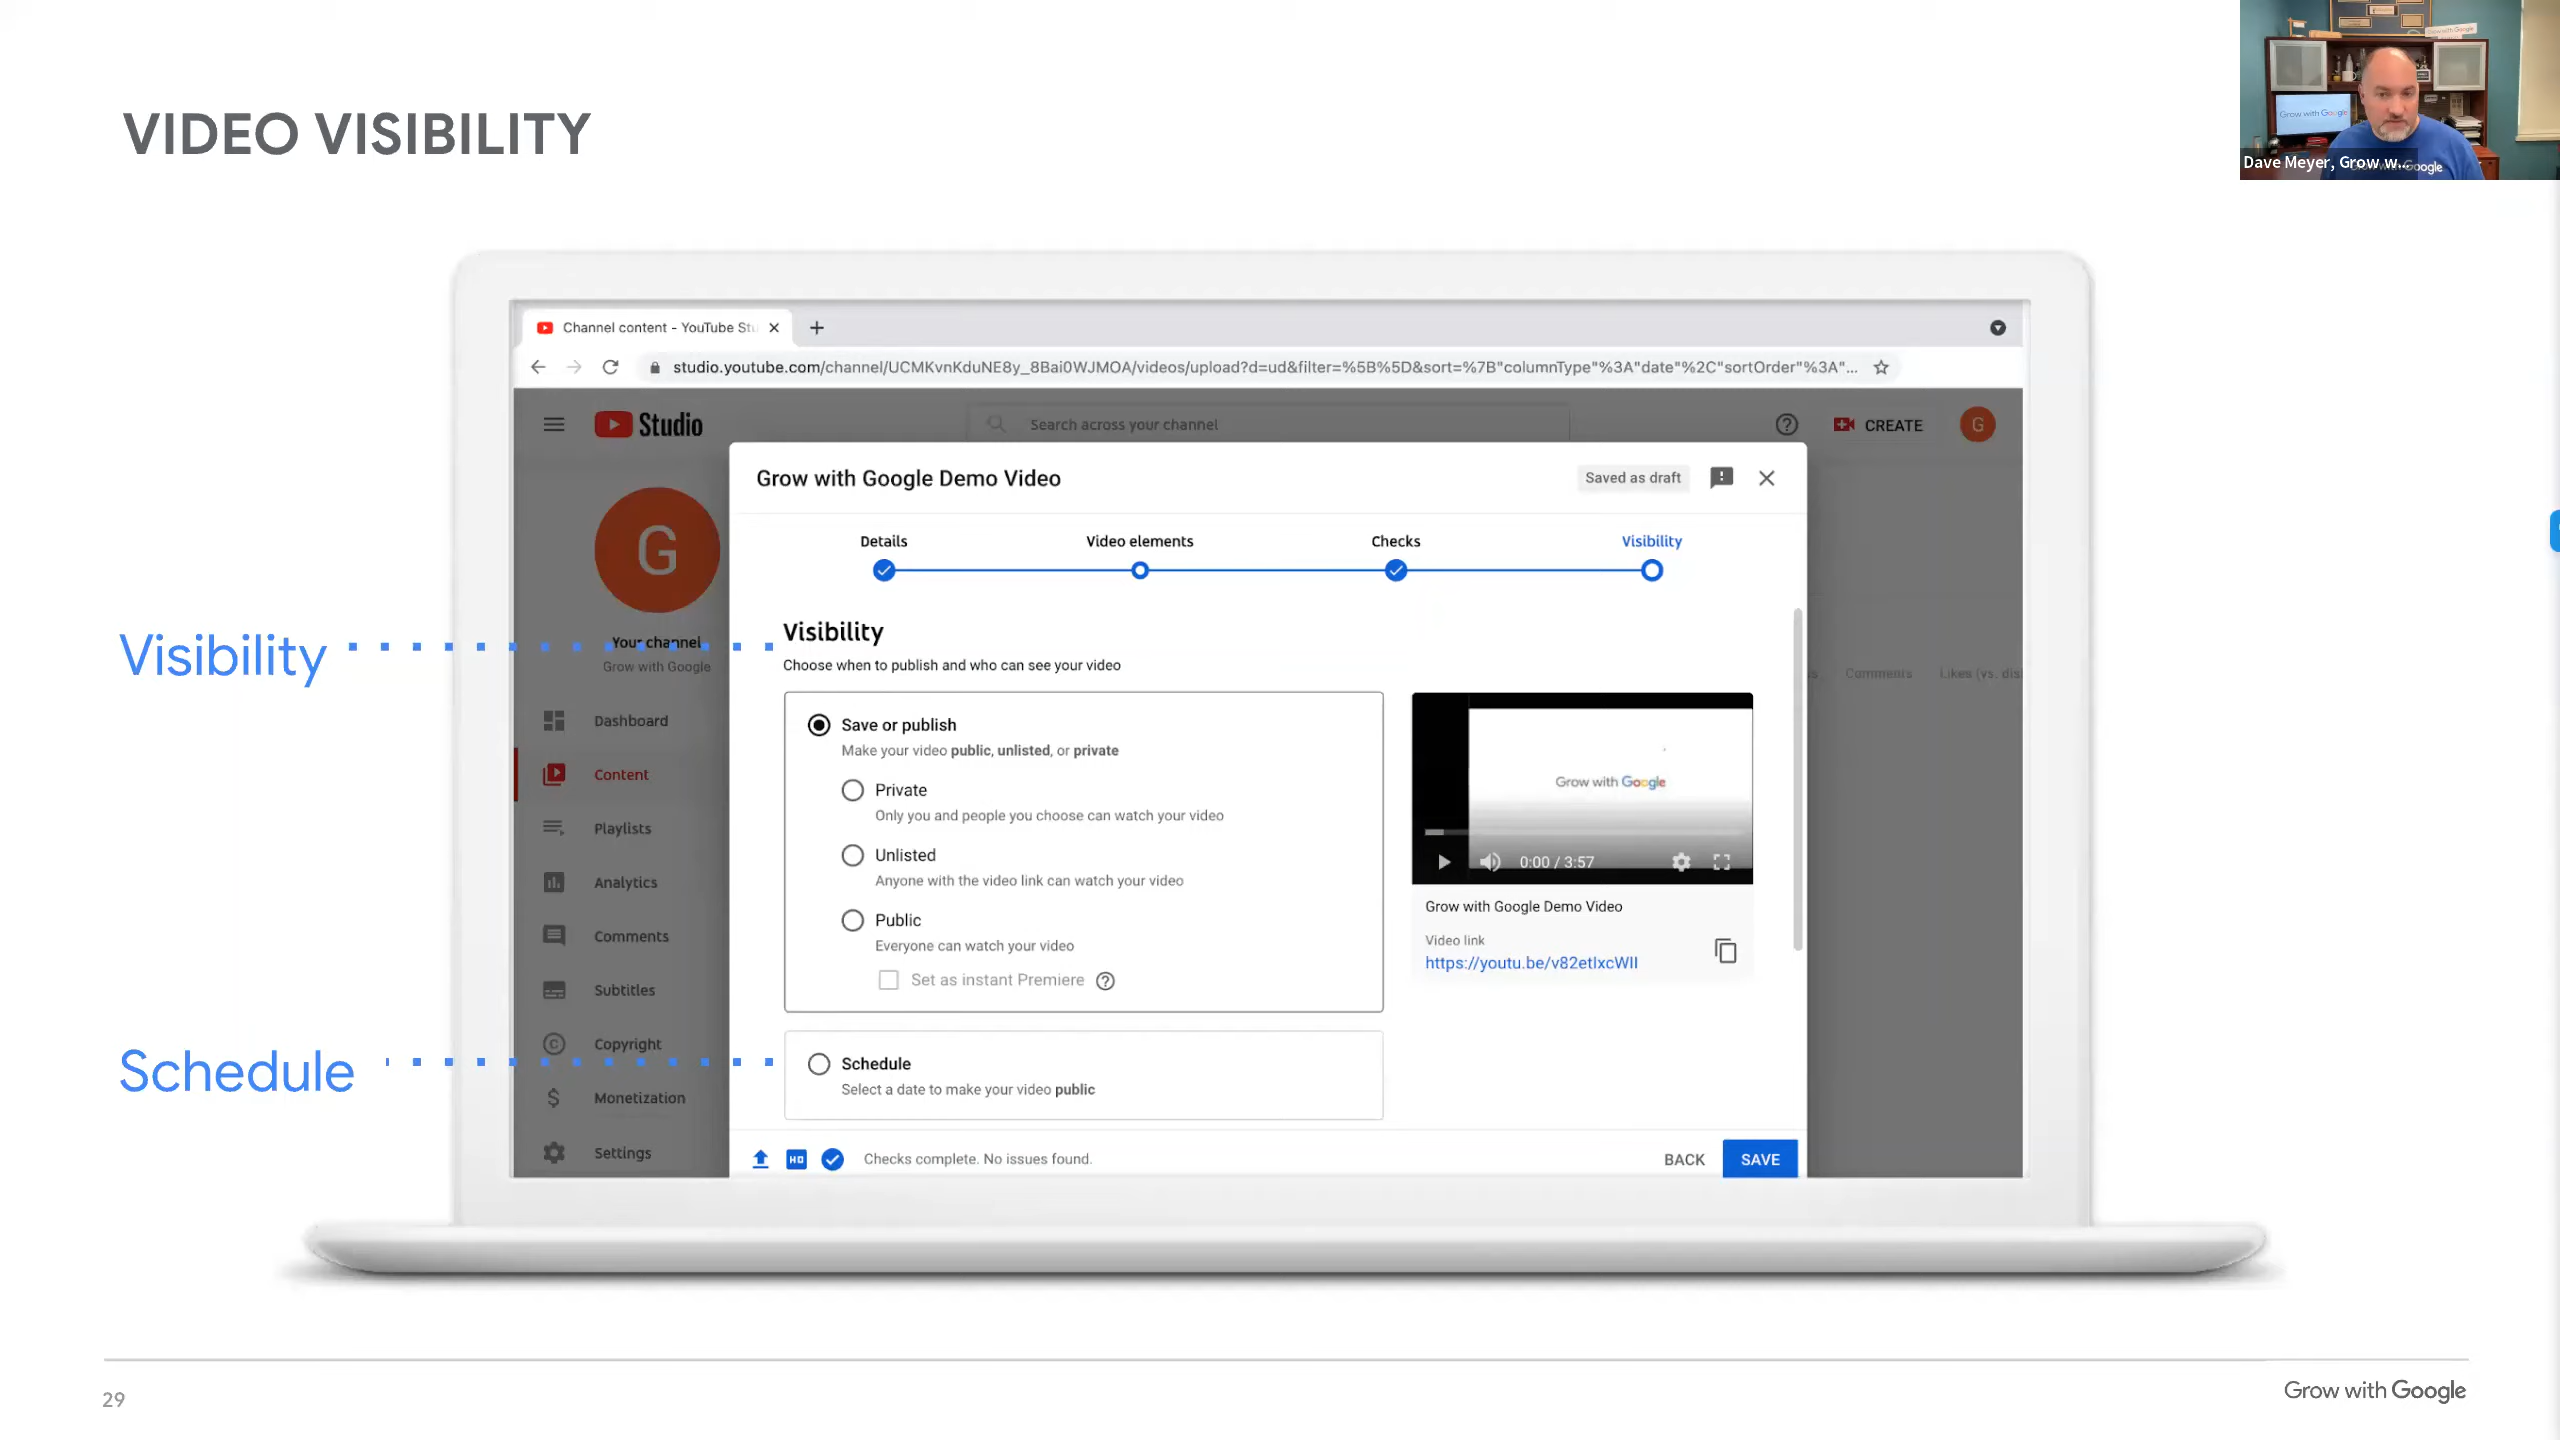 VIDEO VISIBILITY
Grow with Google
Dave Meyer, Grow w...
Google
Channel content - YouTube Stu
studio.youtube.com/channel/UCMKvnKduNE8y_8Bai0WJMOA/videos/upload?d=ud&filter=%5B%5D&sort=%7B"columnType"%3A"date"%2C"sortOrder"%3A"...
Studio
Search across your channel
CREATE
G
Grow with Google Demo Video
Saved as draft
Details
Video elements
Checks
Visibility
G
Your channel
Grow with Google
Dashboard
Content
Playlists
Analytics
Comments
Subtitles
Copyright
Monetization
Settings
Visibility
Visibility
Choose when to publish and who can see your video
Comments
Likes (vs. dis
Save or publish
Make your video public, unlisted, or private
Private
Only you and people you choose can watch your video
Unlisted
Anyone with the video link can watch your video
Public
Everyone can watch your video
Set as instant Premiere
Grow with Google
0:00 / 3:57
Grow with Google Demo Video
Video link
https://youtu.be/v82etIxcWII
Schedule
Schedule
Select a date to make your video public
HD
Checks complete. No issues found.
BACK
SAVE
29
Grow with Google